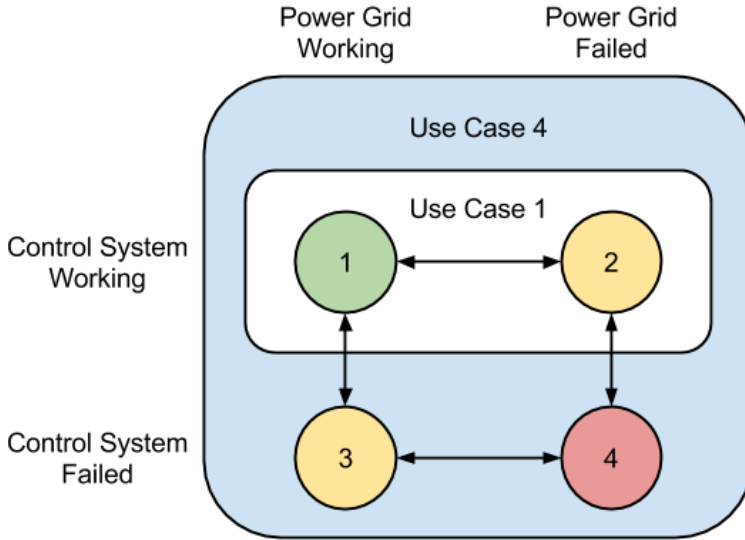 Power Grid
Working
Power Grid
Failed
Use Case 4
Use Case 1
Control System
Working
1
2
Control System
Failed
3
4